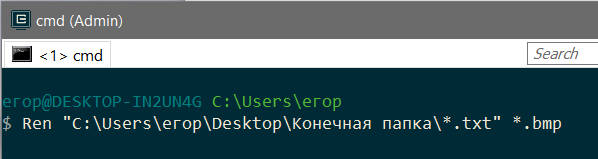 cmd (Admin)
<1> cmd
Search
егор@DESKTOP-IN2UN4G C:\Users\егор
$ Ren "C:\Users\егор\Desktop\Конечная папка\*.txt" *.bmp